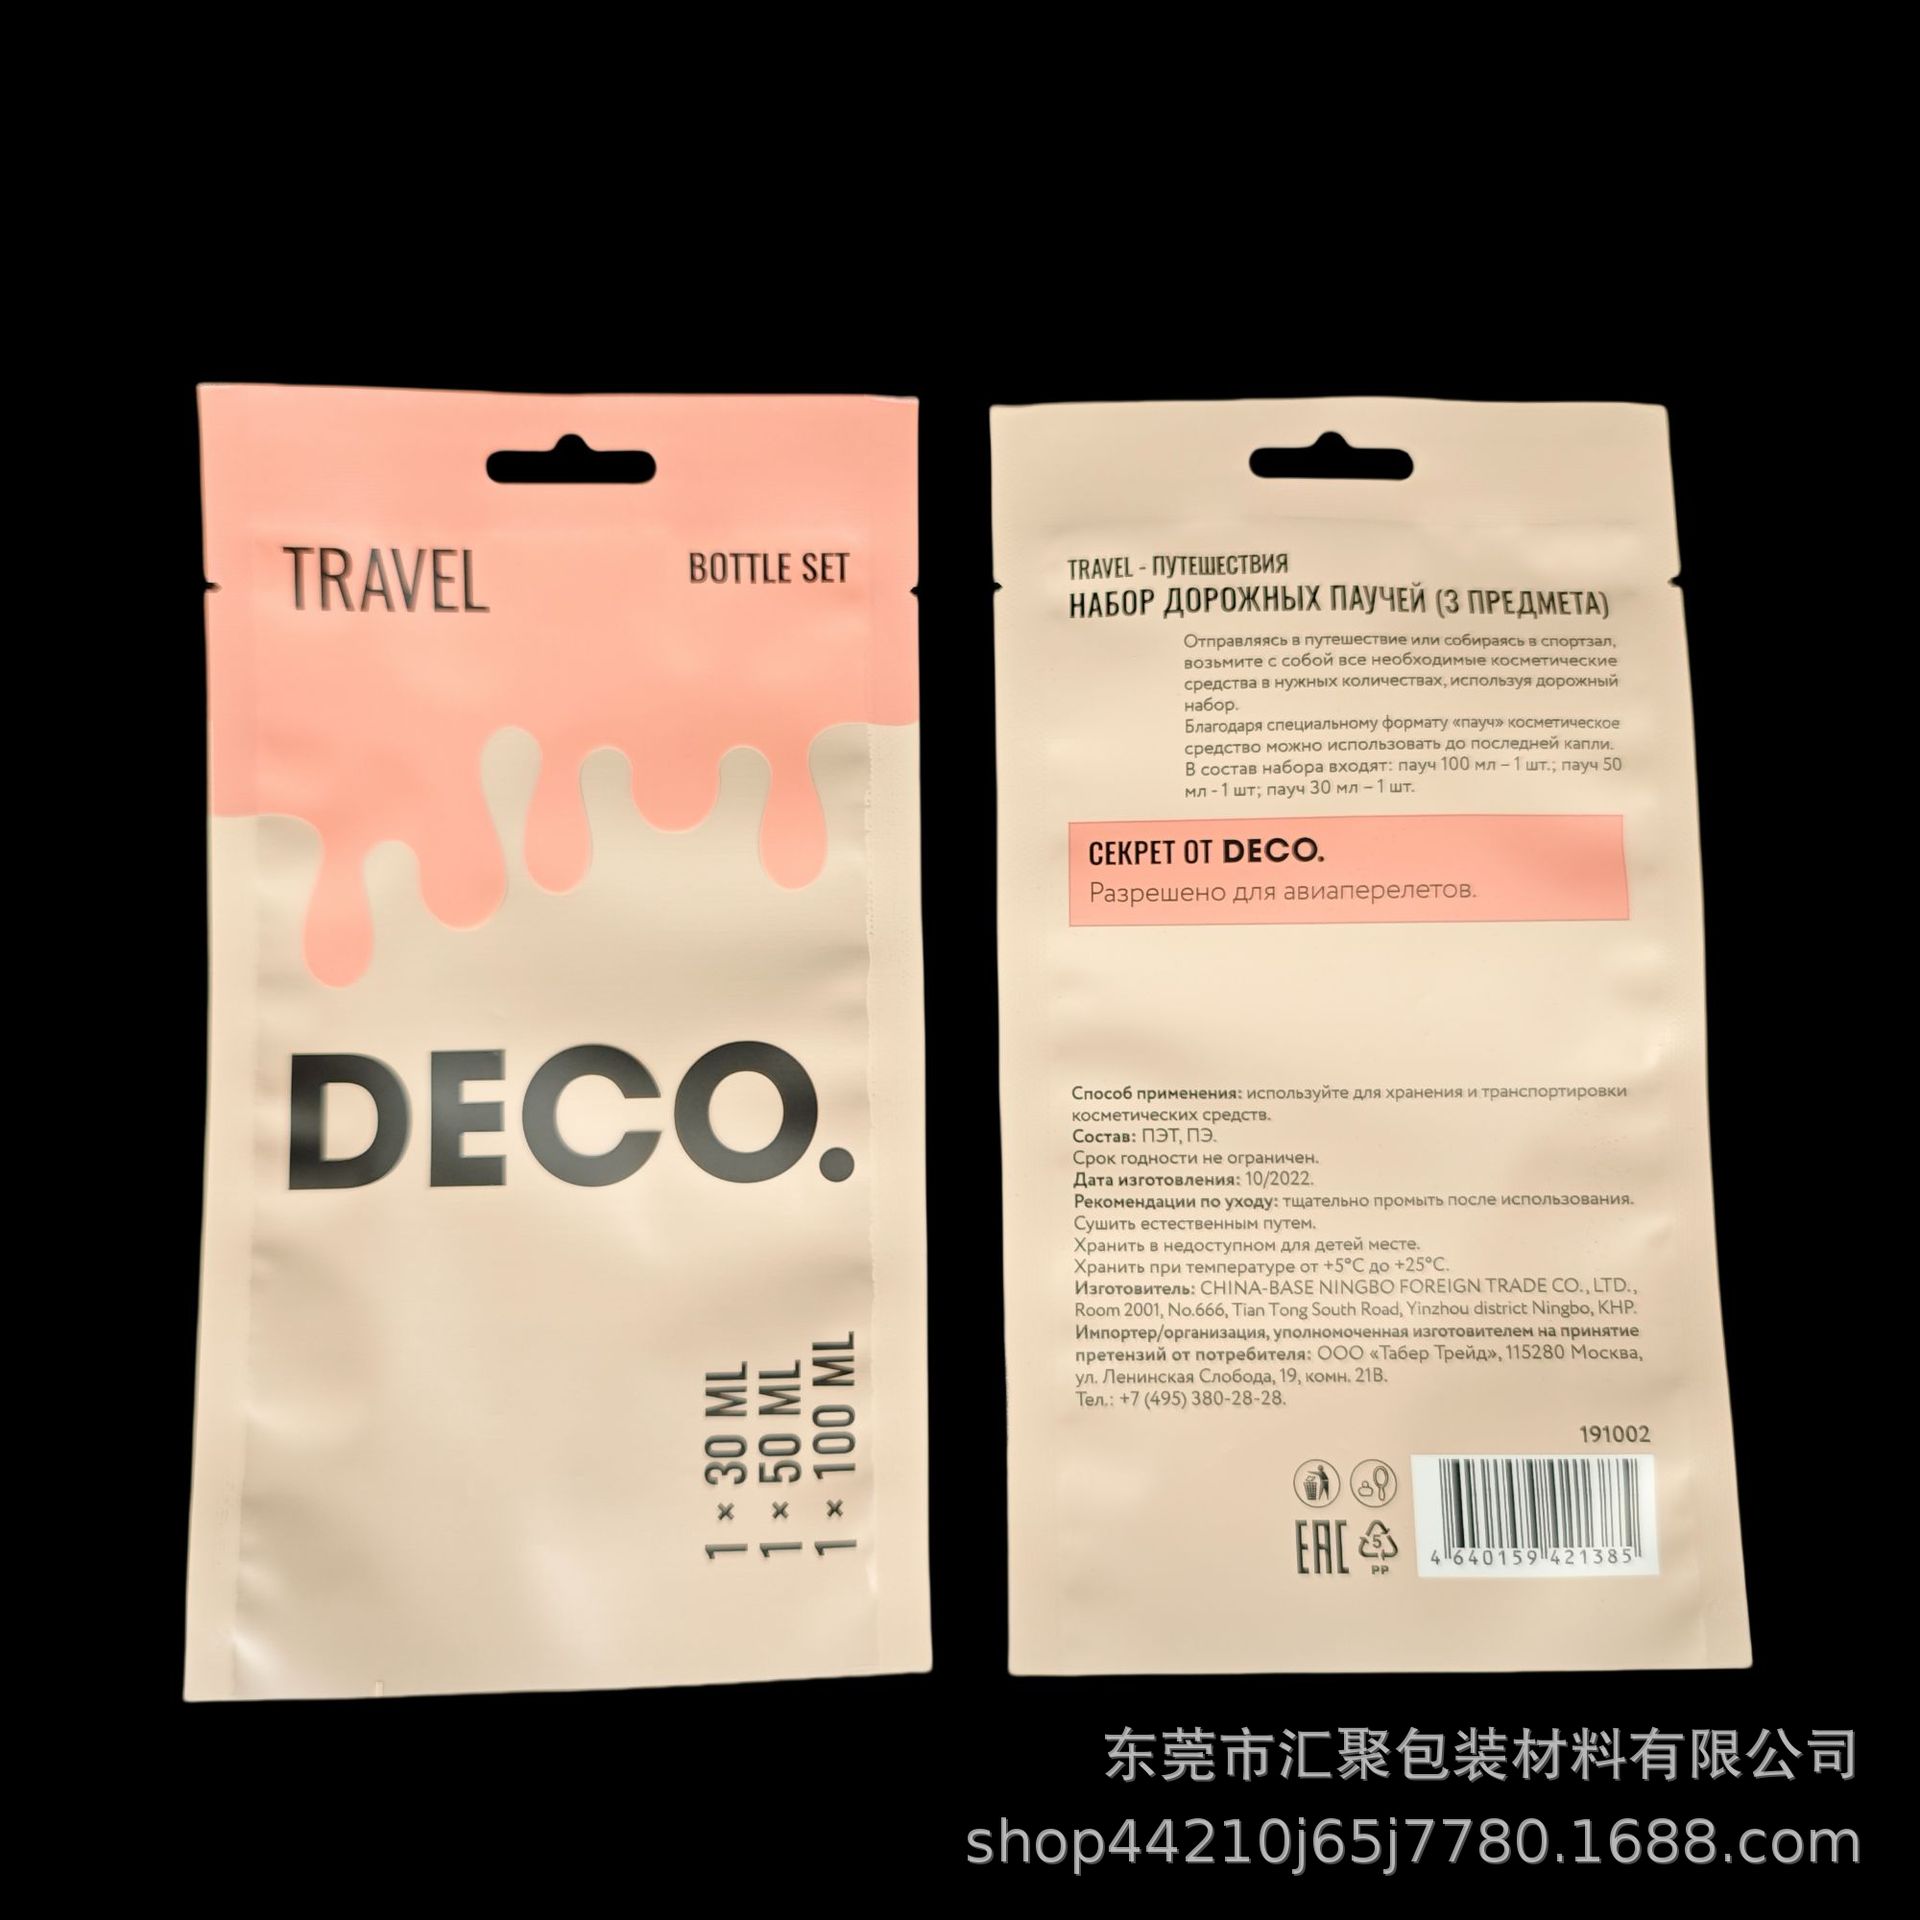 TRAVEL
BOTTLE SET
DECO.
1 × 30 ML
1 × 50 ML
1 × 100 ML
TRAVEL - ПУТЕШЕСТВИЯ
НАБОР ДОРОЖНЫХ ПАУЧЕЙ (3 ПРЕДМЕТА)
Отправляясь в путешествие или собираясь в спортзал,
возьмите с собой все необходимые косметические
средства в нужных количествах, используя дорожный
набор.
Благодаря специальному формату «пауч» косметическое
средство можно использовать до последней капли.
В состав набора входят: пауч 100 мл – 1 шт.; пауч 50
мл - 1 шт; пауч 30 мл – 1 шт.
СЕКРЕТ ОТ DECO.
Разрешено для авиаперелетов.
Способ применения: используйте для хранения и транспортировки
косметических средств.
Состав: ПЭТ, ПЭ.
Срок годности не ограничен.
Дата изготовления: 10/2022.
Рекомендации по уходу: тщательно промыть после использования.
Сушить естественным путем.
Хранить в недоступном для детей месте.
Хранить при температуре от +5°С до +25°С.
Изготовитель: CHINA-BASE NINGBO FOREIGN TRADE CO., LTD.,
Room 2001, No.666, Tian Tong South Road, Yinzhou district Ningbo, КНР.
Импортер/организация, уполномоченная изготовителем на принятие
претензий от потребителя: ООО «Табер Трейд», 115280 Москва,
ул. Ленинская Слобода, 19, комн. 21В.
Тел.: +7 (495) 380-28-28.
191002
EAC
5
PP
4 640159 421385
东莞市汇聚包装材料有限公司
shop44210j65j7780.1688.com